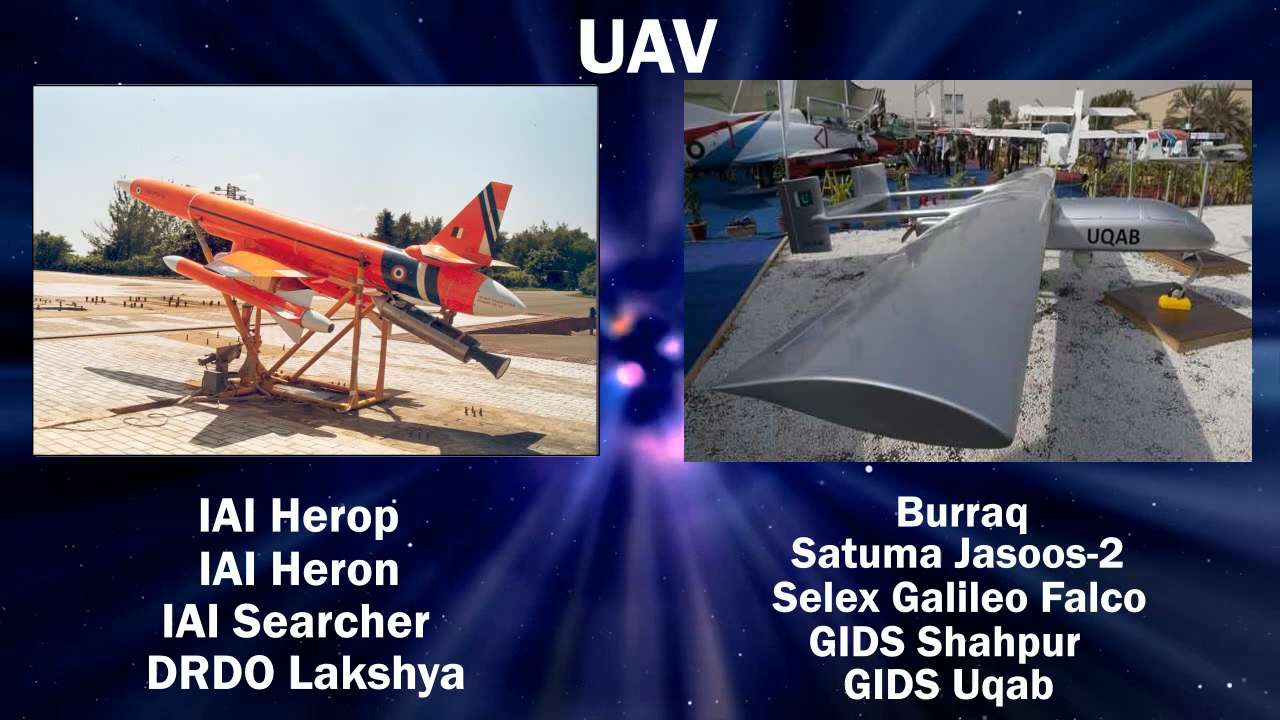 UAV
UQAB
IAI Herop
IAI Heron
IAI Searcher
DRDO Lakshya
Burraq
Satuma Jasoos-2
Selex Galileo Falco
GIDS Shahpur
GIDS Uqab